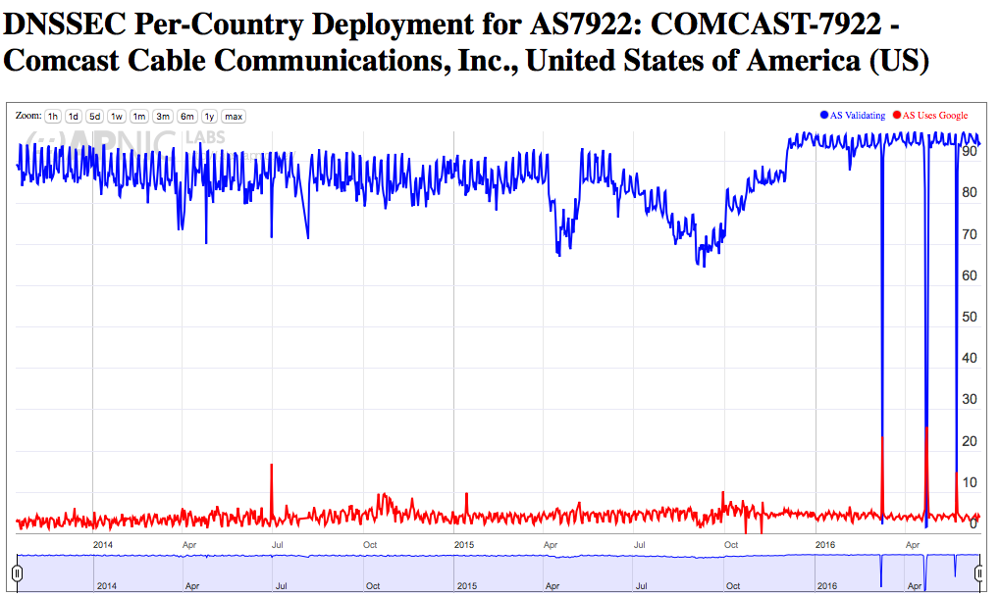 DNSSEC Per-Country Deployment for AS7922: COMCAST-7922 -
Comcast Cable Communications, Inc., United States of America (US)
Zoom: 1h 1d 5d 1w 1m 3m 6m 1y max
AS Validating AS Uses Google
APNIC LABS
90
80
70
60
50
40
30
20
10
0
2014 Apr Jul Oct 2015 Apr Jul Oct 2016 Apr
2014 Apr Jul Oct 2015 Apr Jul Oct 2016 Apr